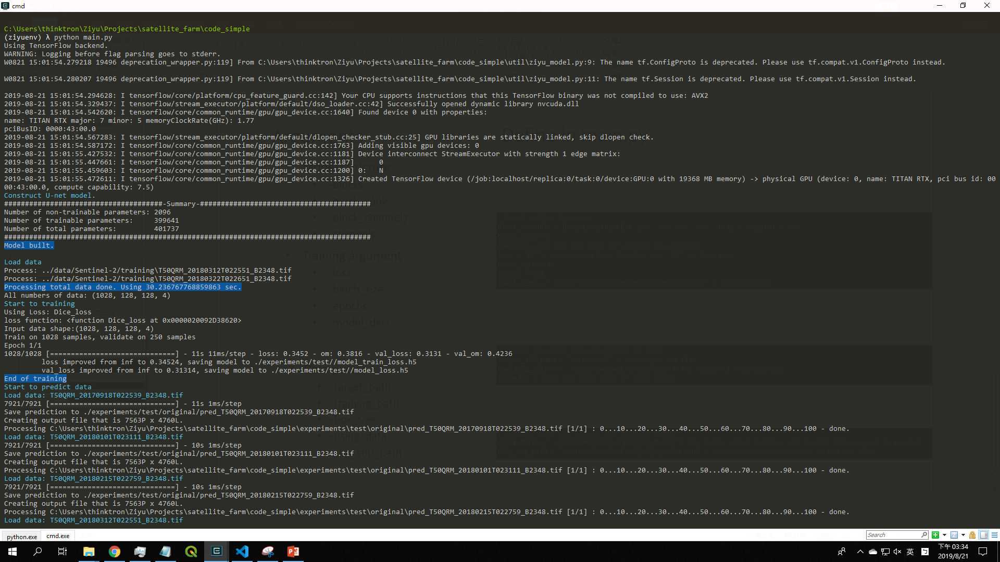 cmd
C:\Users\thinktron\Ziyu\Projects\satellite_farm\code_simple
(ziyuenv) λ python main.py
Using TensorFlow backend.
WARNING: Logging before flag parsing goes to stderr.
W0821 15:01:54.279218 19496 deprecation_wrapper.py:119] From C:\Users\thinktron\Ziyu\Projects\satellite_farm\code_simple\util\ziyu_model.py:9: The name tf.ConfigProto is deprecated. Please use tf.compat.v1.ConfigProto instead.
W0821 15:01:54.280207 19496 deprecation_wrapper.py:119] From C:\Users\thinktron\Ziyu\Projects\satellite_farm\code_simple\util\ziyu_model.py:11: The name tf.Session is deprecated. Please use tf.compat.v1.Session instead.
2019-08-21 15:01:54.294628: I tensorflow/core/platform/cpu_feature_guard.cc:142] Your CPU supports instructions that this TensorFlow binary was not compiled to use: AVX2
2019-08-21 15:01:54.329437: I tensorflow/stream_executor/platform/default/dso_loader.cc:42] Successfully opened dynamic library nvcuda.dll
2019-08-21 15:01:54.542620: I tensorflow/core/common_runtime/gpu/gpu_device.cc:1640] Found device 0 with properties:
name: TITAN RTX major: 7 minor: 5 memoryClockRate(GHz): 1.77
pciBusID: 0000:43:00.0
2019-08-21 15:01:54.567283: I tensorflow/stream_executor/platform/default/dlopen_checker_stub.cc:25] GPU libraries are statically linked, skip dlopen check.
2019-08-21 15:01:54.587172: I tensorflow/core/common_runtime/gpu/gpu_device.cc:1763] Adding visible gpu devices: 0
2019-08-21 15:01:55.427532: I tensorflow/core/common_runtime/gpu/gpu_device.cc:1181] Device interconnect StreamExecutor with strength 1 edge matrix:
2019-08-21 15:01:55.447661: I tensorflow/core/common_runtime/gpu/gpu_device.cc:1187]      0
2019-08-21 15:01:55.459603: I tensorflow/core/common_runtime/gpu/gpu_device.cc:1200] 0:   N
2019-08-21 15:01:55.472611: I tensorflow/core/common_runtime/gpu/gpu_device.cc:1326] Created TensorFlow device (/job:localhost/replica:0/task:0/device:GPU:0 with 19368 MB memory) -> physical GPU (device: 0, name: TITAN RTX, pci bus id: 00
00:43:00.0, compute capability: 7.5)
Construct U-net model.
######################################-Summary-#########################################
Number of non-trainable parameters: 2096
Number of trainable parameters:     399641
Number of total parameters:         401737
########################################################################################
Model built.
Load data
Process: ../data/Sentinel-2/training\T50QRM_20180312T022551_B2348.tif
Process: ../data/Sentinel-2/training\T50QRM_20180322T022651_B2348.tif
Processing total data done. Using 30.236767768859863 sec.
All numbers of data: (1028, 128, 128, 4)
Start to training
Using Loss: Dice_loss
loss function: <function Dice_loss at 0x0000020092D38620>
Input data shape:(1028, 128, 128, 4)
Train on 1028 samples, validate on 250 samples
Epoch 1/1
1028/1028 [==============================] - 11s 11ms/step - loss: 0.3452 - om: 0.3816 - val_loss: 0.3131 - val_om: 0.4236
loss improved from inf to 0.34524, saving model to ./experiments/test//model_train_loss.h5
val_loss improved from inf to 0.31314, saving model to ./experiments/test//model_loss.h5
End of training
Start to predict data
Load data: T50QRM_20170918T022539_B2348.tif
7921/7921 [==============================] - 11s 1ms/step
Save prediction to ./experiments/test/original/pred_T50QRM_20170918T022539_B2348.tif
Creating output file that is 7563P x 4760L.
Processing C:\Users\thinktron\Ziyu\Projects\satellite_farm\code_simple\experiments\test\original\pred_T50QRM_20170918T022539_B2348.tif [1/1] : 0...10...20...30...40...50...60...70...80...90...100 - done.
Load data: T50QRM_20180101T023111_B2348.tif
7921/7921 [==============================] - 10s 1ms/step
Save prediction to ./experiments/test/original/pred_T50QRM_20180101T023111_B2348.tif
Creating output file that is 7563P x 4760L.
Processing C:\Users\thinktron\Ziyu\Projects\satellite_farm\code_simple\experiments\test\original\pred_T50QRM_20180101T023111_B2348.tif [1/1] : 0...10...20...30...40...50...60...70...80...90...100 - done.
Load data: T50QRM_20180215T022759_B2348.tif
7921/7921 [==============================] - 10s 1ms/step
Save prediction to ./experiments/test/original/pred_T50QRM_20180215T022759_B2348.tif
Creating output file that is 7563P x 4760L.
Processing C:\Users\thinktron\Ziyu\Projects\satellite_farm\code_simple\experiments\test\original\pred_T50QRM_20180215T022759_B2348.tif [1/1] : 0...10...20...30...40...50...60...70...80...90...100 - done.
Load data: T50QRM_20180312T022551_B2348.tif
-block_channels
Training argument
-loss
-batch_size
-epochs
-model_dest
-target_path
-training_path
-box_size
-using_data
shp_path
python.exe
cmd.exe
Search
英
下午 03:34
2019/8/21